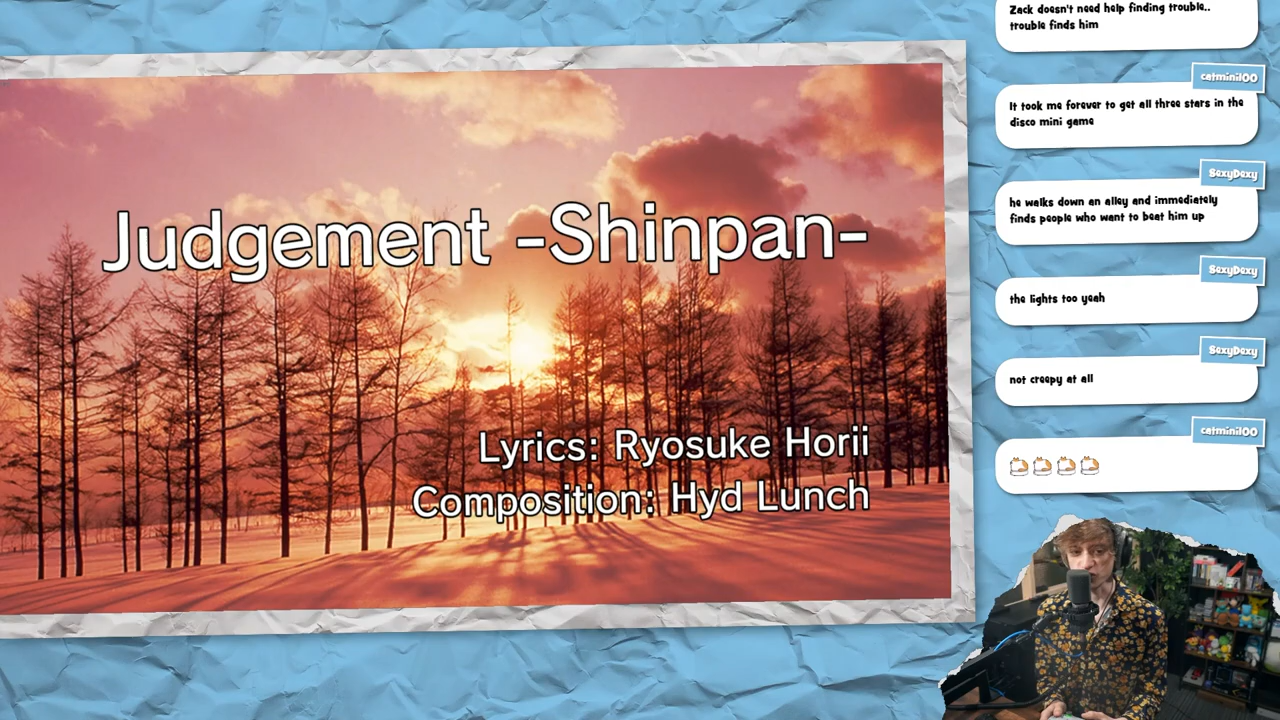 Judgement -Shinpan-
Lyrics: Ryosuke Horii
Composition: Hyd Lunch
Zack doesn't need help finding trouble..
trouble finds him
catmini100
It took me forever to get all three stars in the
disco mini game
SexyDexy
he walks down an alley and immediately
finds people who want to beat him up
SexyDexy
the lights too yeah
SexyDexy
not creepy at all
catmini100